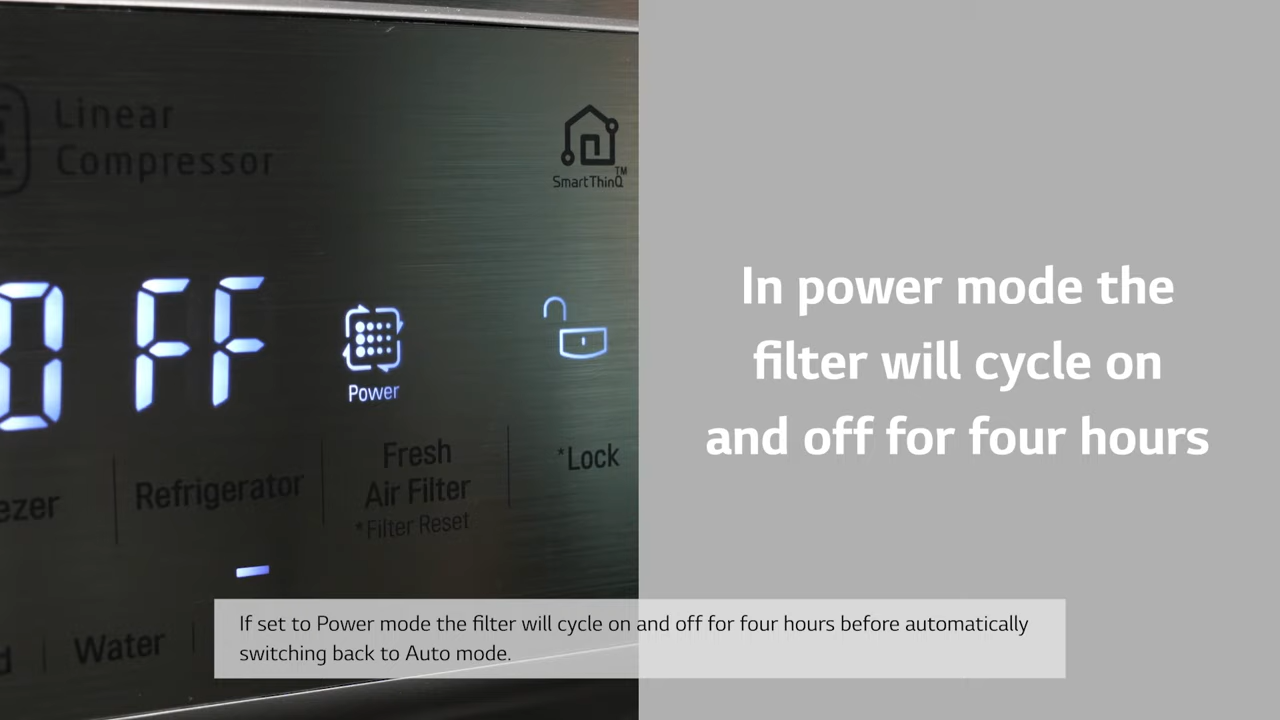 Linear
Compressor
SmartThinQ™
OFF
Power
Fresh
Air Filter
*Filter Reset
*Lock
Refrigerator
Water
In power mode the
filter will cycle on
and off for four hours
If set to Power mode the filter will cycle on and off for four hours before automatically
switching back to Auto mode.